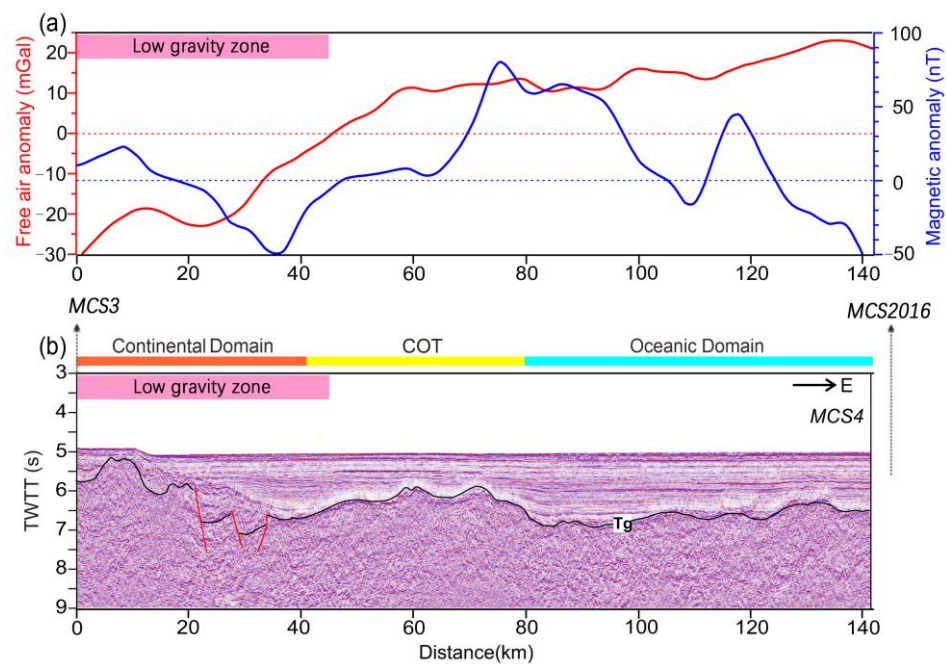 (a)
Low gravity zone
Free air anomaly (mGal)
20
10
0
−10
−20
−30
Magnetic anomaly (nT)
100
50
0
−50
0 20 40 60 80 100 120 140
MCS3
MCS2016
(b)
Continental Domain COT Oceanic Domain
Low gravity zone
E
MCS4
TWTT (s)
3
4
5
6
7
8
9
Tg
0 20 40 60 80 100 120 140
Distance(km)